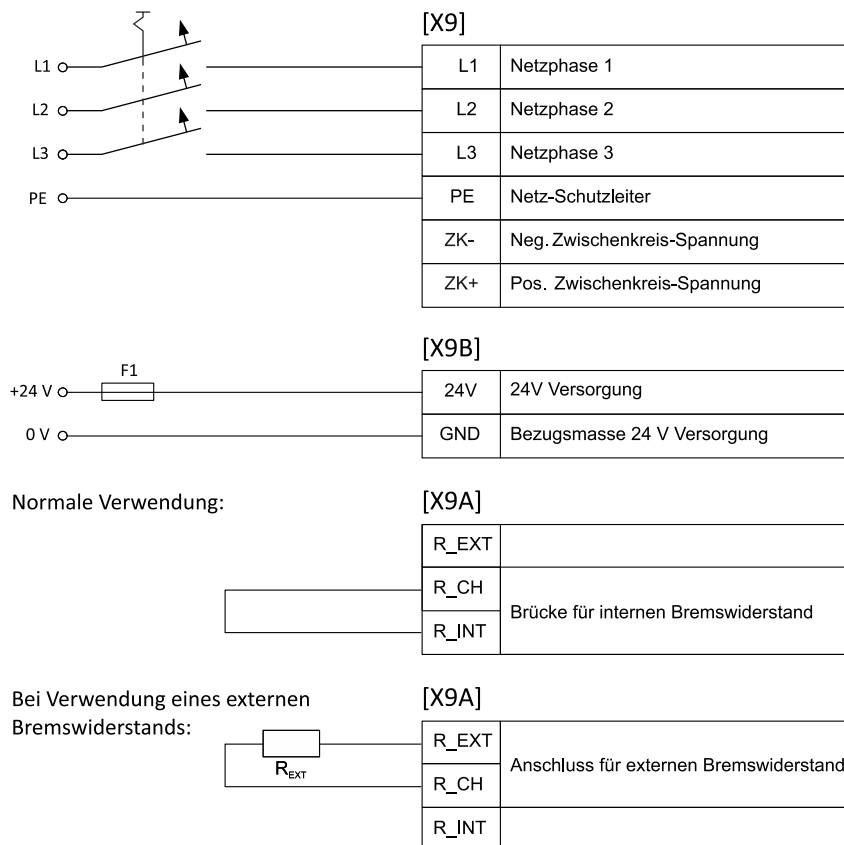 [X9]
L1 L1 Netzphase 1
L2 L2 Netzphase 2
L3 L3 Netzphase 3
PE PE Netz-Schutzleiter
ZK- Neg. Zwischenkreis-Spannung
ZK+ Pos. Zwischenkreis-Spannung
[X9B]
F1
+24 V 24V 24V Versorgung
0 V GND Bezugsmasse 24 V Versorgung
Normale Verwendung: [X9A]
R_EXT
R_CH
Brücke für internen Bremswiderstand
R_INT
Bei Verwendung eines externen [X9A]
Bremswiderstands:
R_EXT
Anschluss für externen Bremswiderstand
REXT
R_CH
R_INT